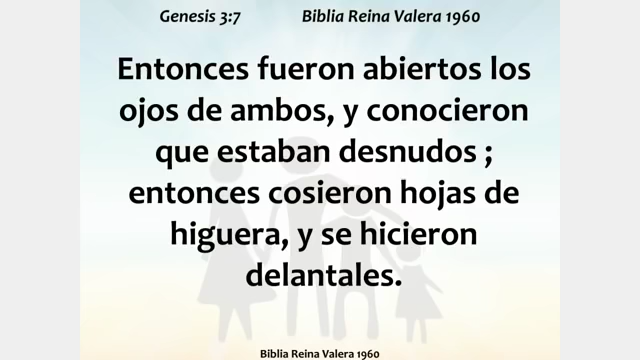 Genesis 3:7 Biblia Reina Valera 1960
Entonces fueron abiertos los
ojos de ambos, y conocieron
que estaban desnudos ;
entonces cosieron hojas de
higuera, y se hicieron
delantales.
Biblia Reina Valera 1960